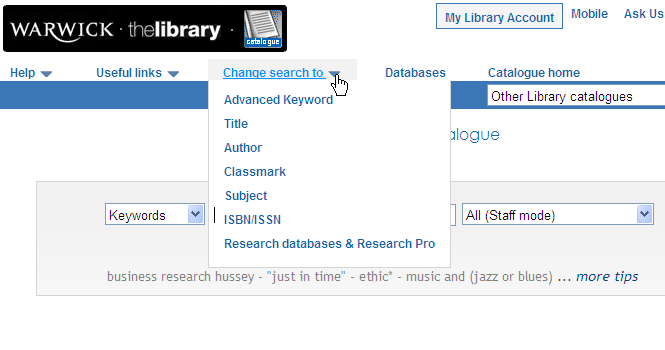 WARWICK · thelibrary · catalogue
My Library Account Mobile Ask Us
Help Useful links Change search to Databases Catalogue home
Other Library catalogues
Advanced Keyword
Title
Author
Classmark
Subject
ISBN/ISSN
Research databases & Research Pro
alogue
Keywords All (Staff mode)
business research hussey - "just in time" - ethic* - music and (jazz or blues) ... more tips